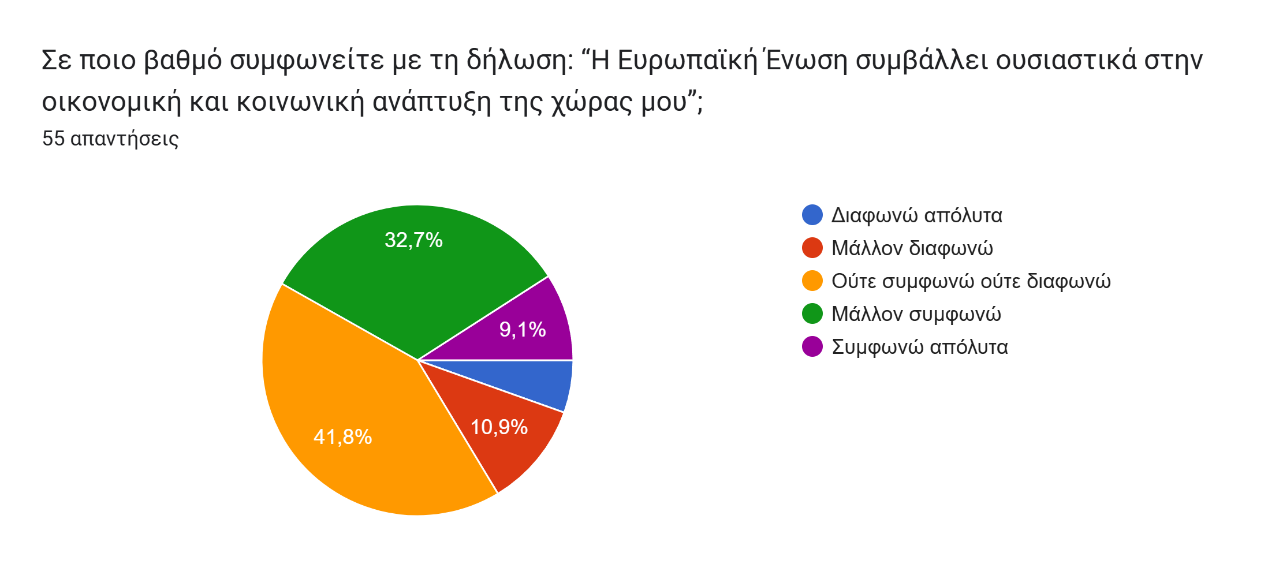 Σε ποιο βαθμό συμφωνείτε με τη δήλωση: “Η Ευρωπαϊκή Ένωση συμβάλλει ουσιαστικά στην
οικονομική και κοινωνική ανάπτυξη της χώρας μου”;
55 απαντήσεις
32,7%
9,1%
10,9%
41,8%
Διαφωνώ απόλυτα
Μάλλον διαφωνώ
Ούτε συμφωνώ ούτε διαφωνώ
Μάλλον συμφωνώ
Συμφωνώ απόλυτα